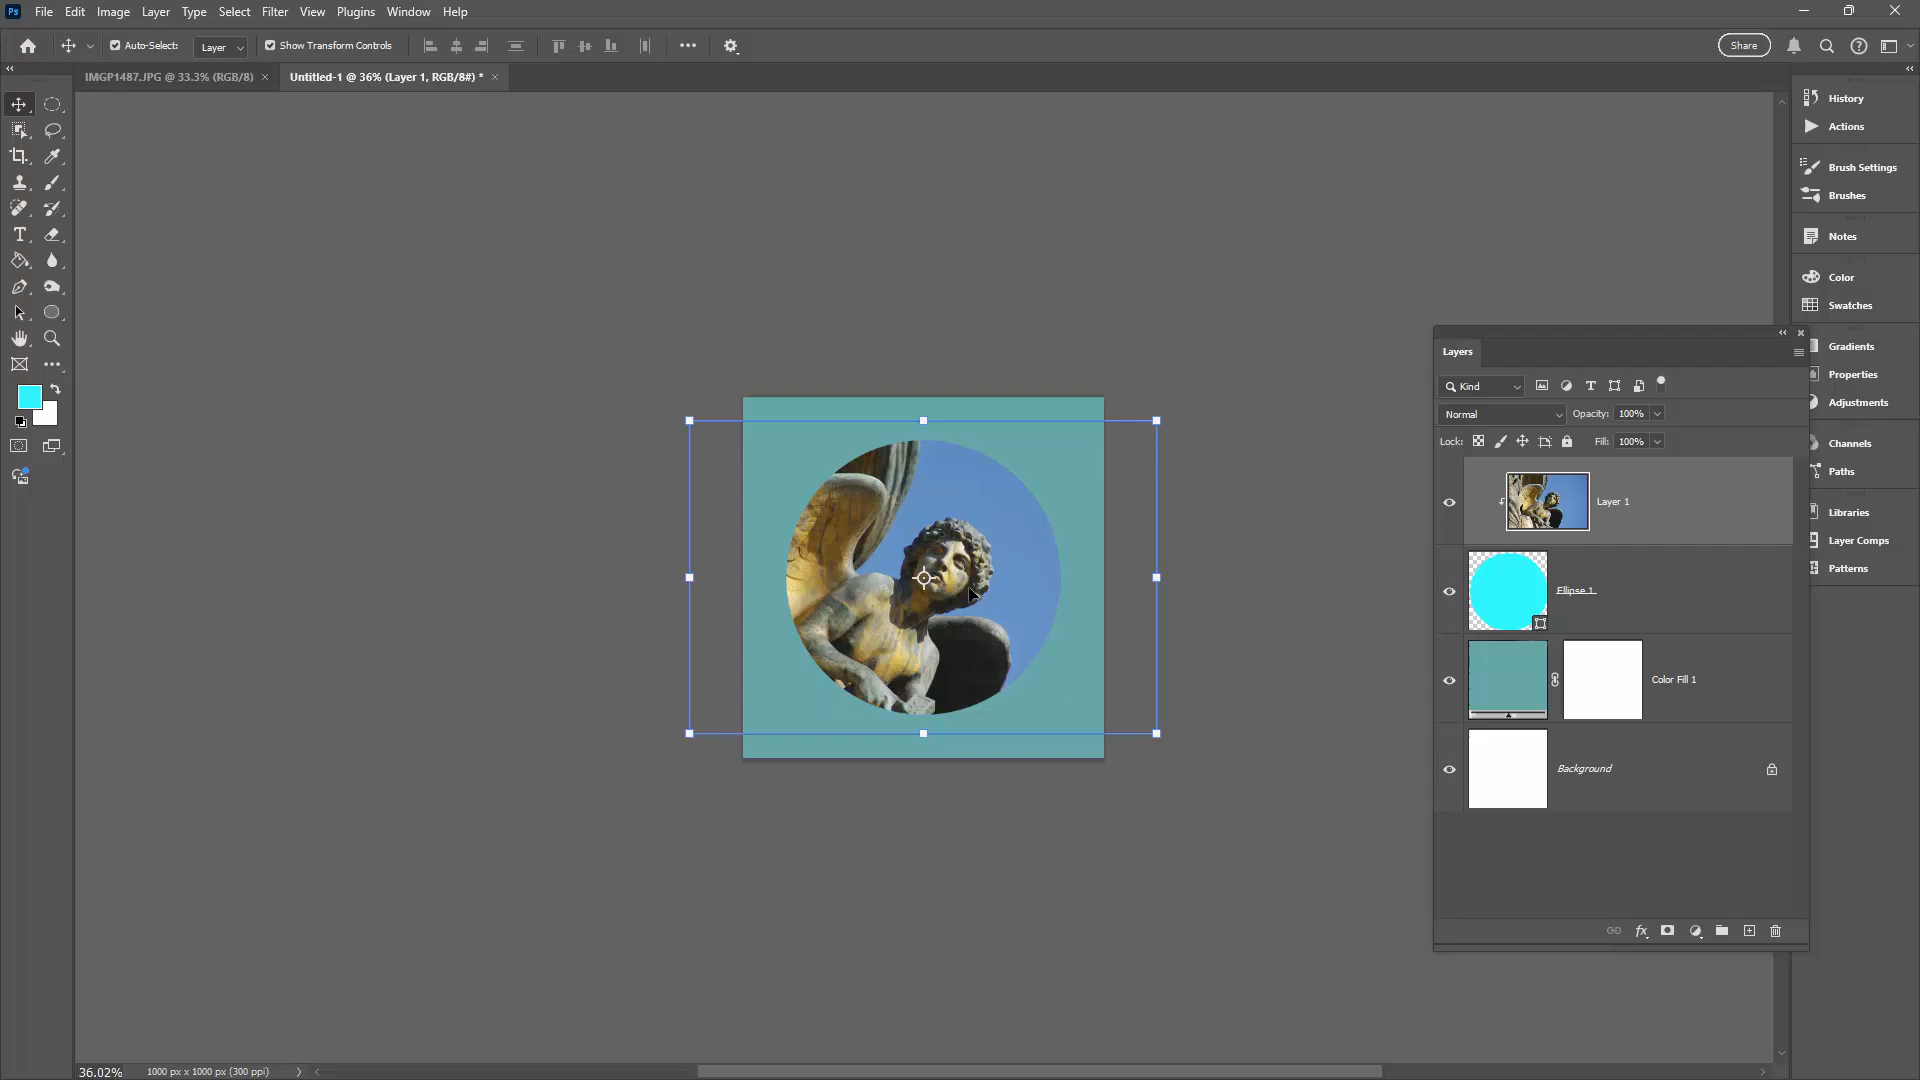 Ps File Edit Image Layer Type Select Filter View Plugins Window Help
Auto-Select: Layer Show Transform Controls Share
IMGP1487.JPG @ 33.3% (RGB/8) × Untitled-1 @ 36% (Layer 1, RGB/8#) * ×
History
Actions
Brush Settings
Brushes
Notes
Color
Swatches
Gradients
Properties
Adjustments
Channels
Paths
Libraries
Layer Comps
Patterns
Layers
Kind
Normal Opacity: 100%
Lock: Fill: 100%
Layer 1
Ellipse 1
Color Fill 1
Background
fx
36.02% 1000 px x 1000 px (300 ppi)